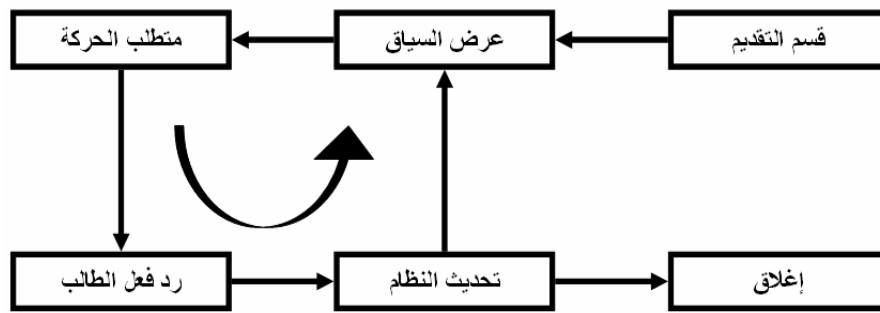 قسم التقديم
عرض السياق
متطلب الحركة
رد فعل الطالب
تحديث النظام
إغلاق